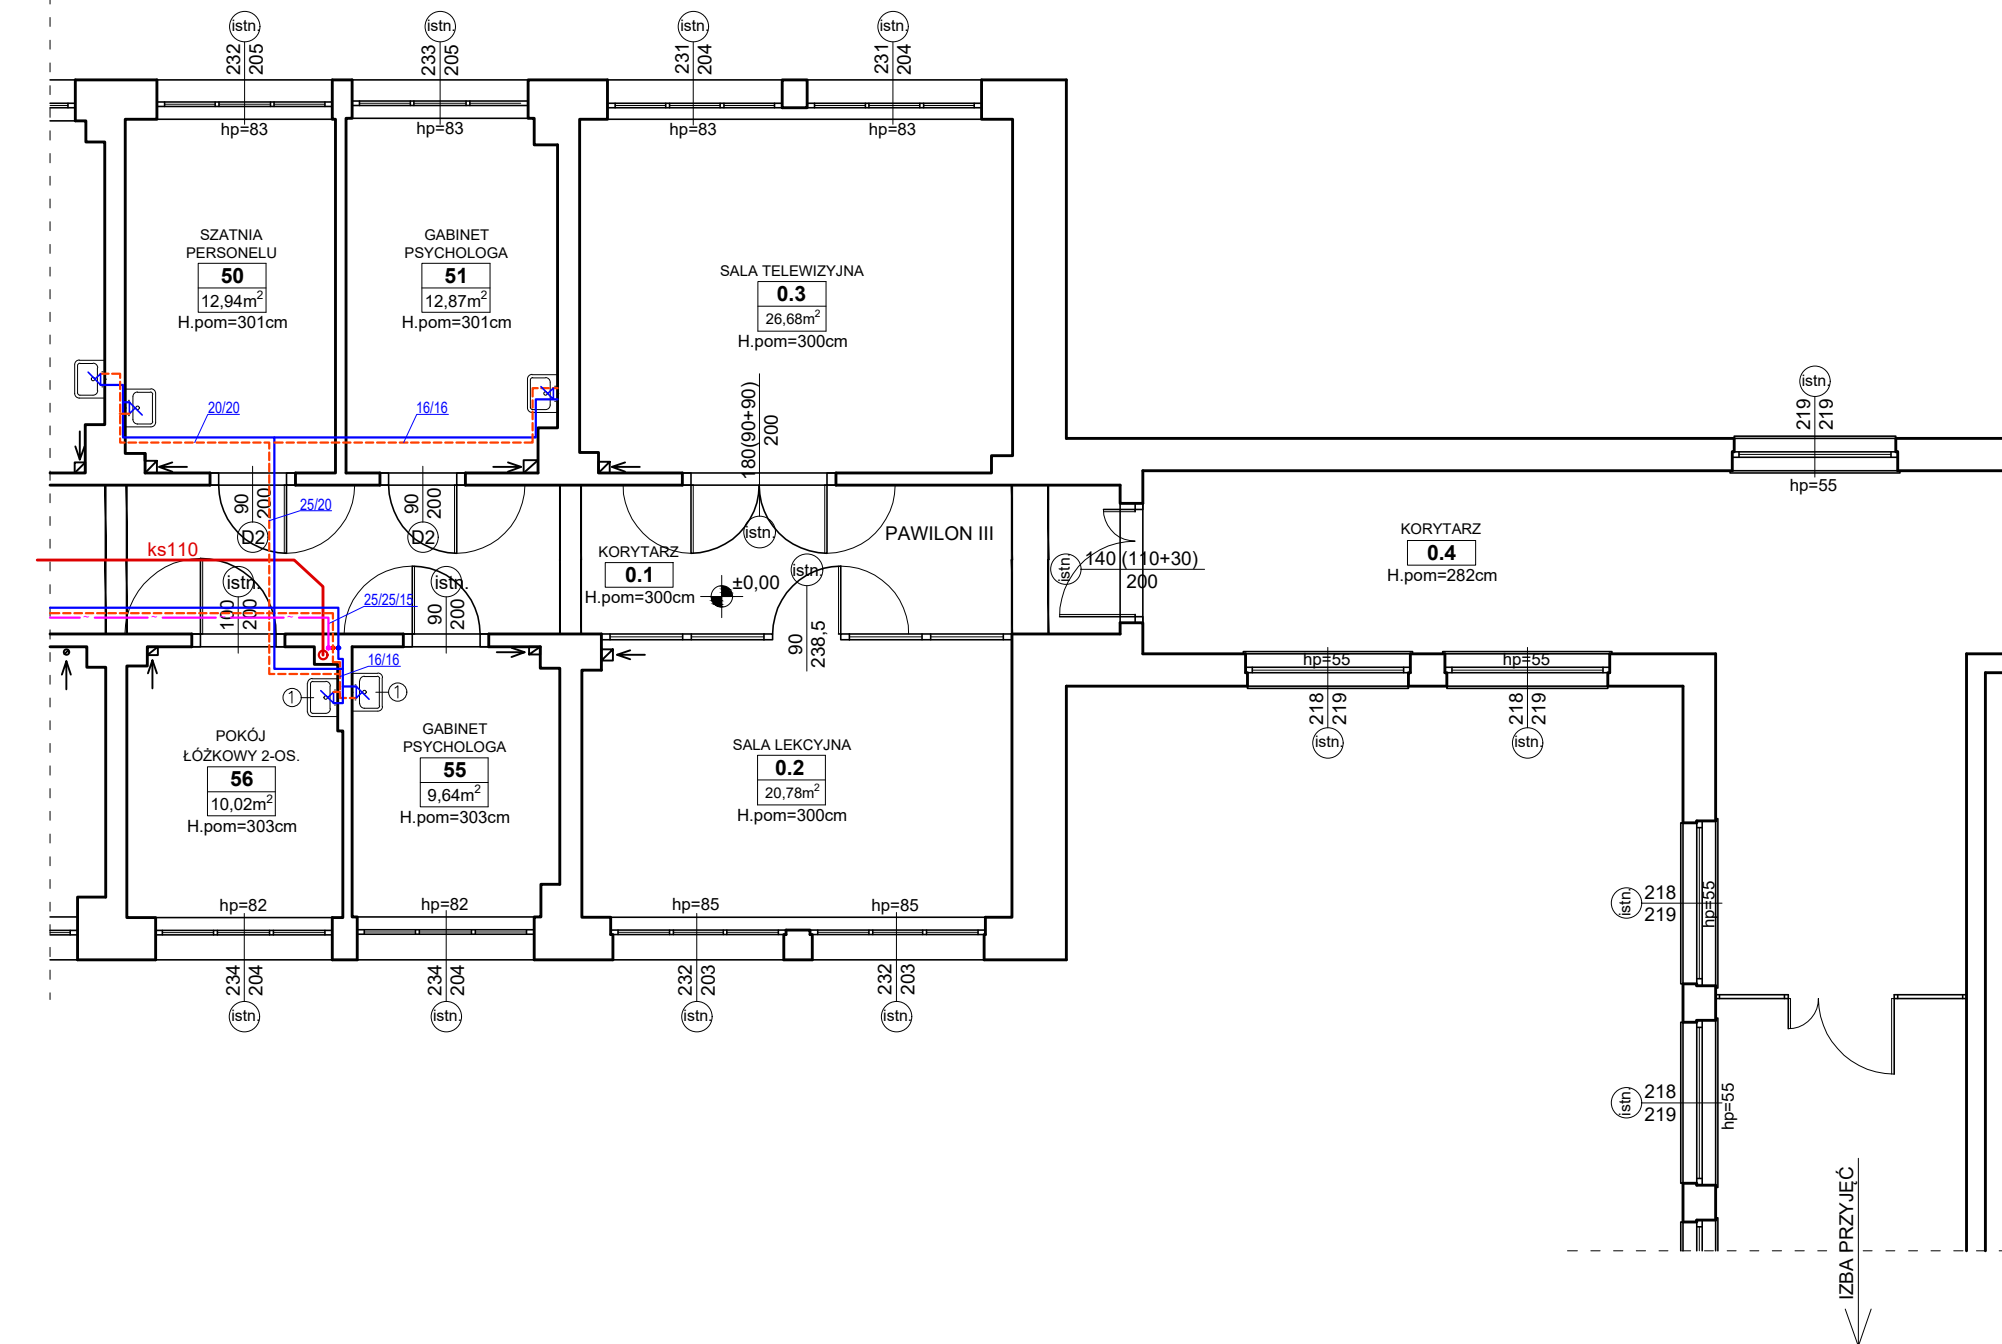 istn.
232
205
istn.
233
205
istn.
231
204
istn.
231
204
hp=83
hp=83
hp=83
hp=83
SZATNIA
PERSONELU
50
12,94m²
H.pom=301cm
GABINET
PSYCHOLOGA
51
12,87m²
H.pom=301cm
SALA TELEWIZYJNA
0.3
26,68m²
H.pom=300cm
20/20
16/16
180(90+90)
200
istn.
istn.
219
219
hp=55
90
200
D2
25/20
90
200
D2
PAWILON III
ks110
KORYTARZ
0.1
H.pom=300cm
±0,00
istn.
90
238,5
istn.
140 (110+30)
200
KORYTARZ
0.4
H.pom=282cm
istn.
100
200
istn.
90
200
25/25/15
16/16
1
1
hp=55
hp=55
218
219
istn.
218
219
istn.
POKÓJ
ŁÓŻKOWY 2-OS.
56
10,02m²
H.pom=303cm
GABINET
PSYCHOLOGA
55
9,64m²
H.pom=303cm
SALA LEKCYJNA
0.2
20,78m²
H.pom=300cm
hp=82
hp=82
hp=85
hp=85
234
204
istn.
234
204
istn.
232
203
istn.
232
203
istn.
istn.
218
219
hp=55
istn.
218
219
hp=55
IZBA PRZYJĘĆ